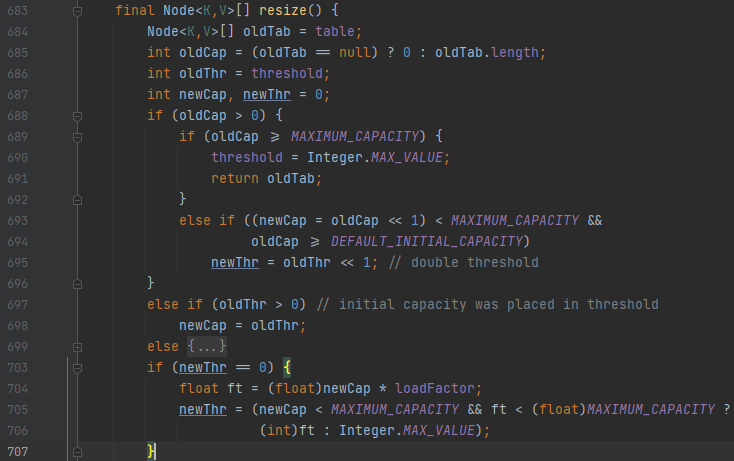 683 final Node<K,V>[] resize() {
684 Node<K,V>[] oldTab = table;
685 int oldCap = (oldTab == null) ? 0 : oldTab.length;
686 int oldThr = threshold;
687 int newCap, newThr = 0;
688 if (oldCap > 0) {
689 if (oldCap >= MAXIMUM_CAPACITY) {
690 threshold = Integer.MAX_VALUE;
691 return oldTab;
692 }
693 else if ((newCap = oldCap << 1) < MAXIMUM_CAPACITY &&
694 oldCap >= DEFAULT_INITIAL_CAPACITY)
695 newThr = oldThr << 1; // double threshold
696 }
697 else if (oldThr > 0) // initial capacity was placed in threshold
698 newCap = oldThr;
699 else {...}
703 if (newThr == 0) {
704 float ft = (float)newCap * loadFactor;
705 newThr = (newCap < MAXIMUM_CAPACITY && ft < (float)MAXIMUM_CAPACITY ?
706 (int)ft : Integer.MAX_VALUE);
707 }